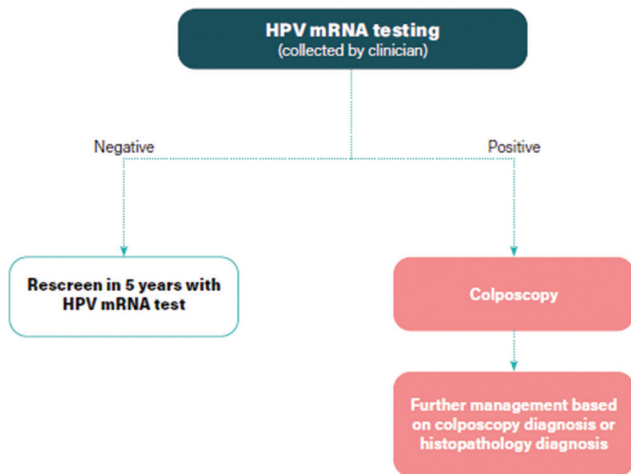 HPV mRNA testing
(collected by clinician)
Negative
Positive
Rescreen in 5 years with
HPV mRNA test
Colposcopy
Further management based
on colposcopy diagnosis or
histopathology diagnosis